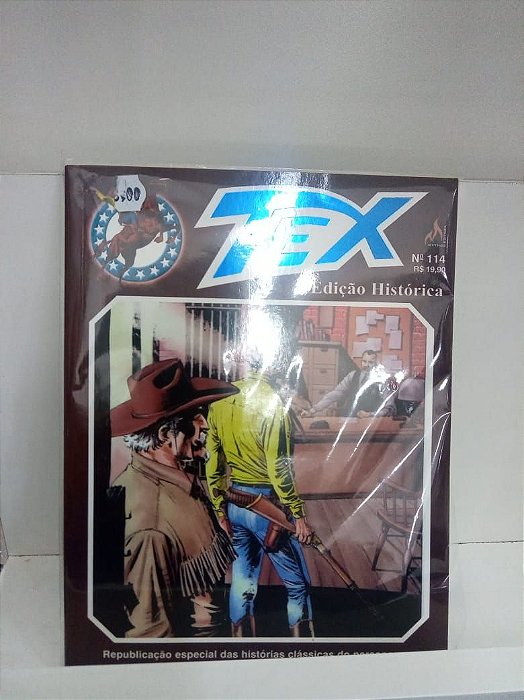 TEX
Nº 114
R$ 19,90
Edição Histórica
Republicação especial das histórias clássicas do